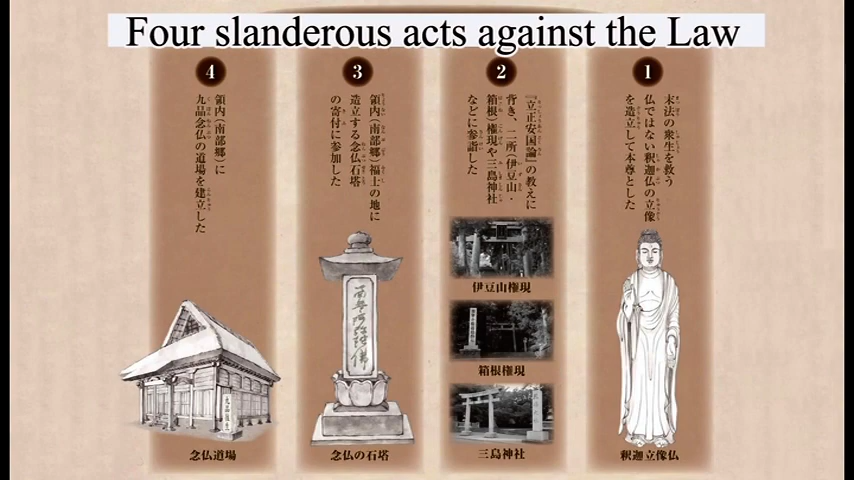 Four slanderous acts against the Law
1
末法の衆生を救う
仏ではない釈迦仏の立像
を造立して本尊とした
釈迦立像仏
2
『立正安国論』の教えに
背き、二所（伊豆山・
箱根）権現や三島神社
などに参詣した
伊豆山権現
箱根権現
三島神社
3
領内（南部郷）福士の地に
造立する念仏石塔
の寄付に参加した
南無阿弥陀佛
念仏の石塔
4
領内（南部郷）に
九品念仏の道場を建立した
念仏道場